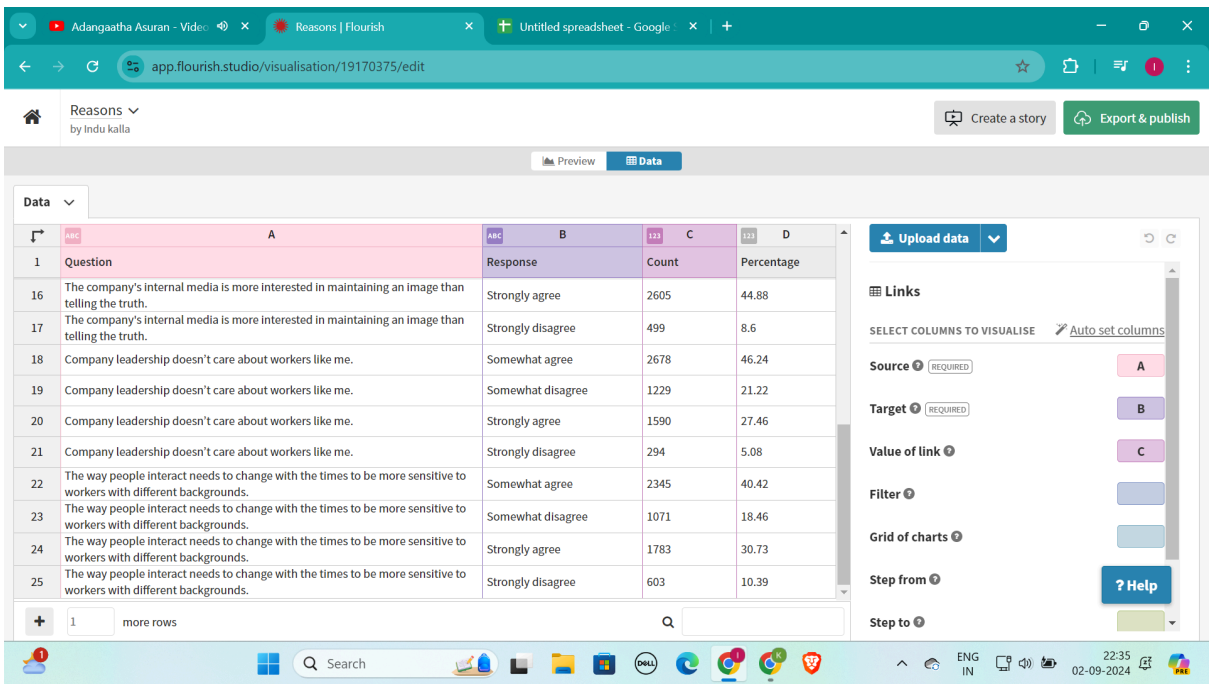 Adangaatha Asuran - Video
Reasons | Flourish
Untitled spreadsheet - Google S
app.flourish.studio/visualisation/19170375/edit
I
Reasons
by Indu kalla
Create a story
Export & publish
Preview
Data
Data
ABC A
ABC B
123 C
123 D
1 Question Response Count Percentage
16 The company's internal media is more interested in maintaining an image than
telling the truth. Strongly agree 2605 44.88
17 The company's internal media is more interested in maintaining an image than
telling the truth. Strongly disagree 499 8.6
18 Company leadership doesn’t care about workers like me. Somewhat agree 2678 46.24
19 Company leadership doesn’t care about workers like me. Somewhat disagree 1229 21.22
20 Company leadership doesn’t care about workers like me. Strongly agree 1590 27.46
21 Company leadership doesn’t care about workers like me. Strongly disagree 294 5.08
22 The way people interact needs to change with the times to be more sensitive to
workers with different backgrounds. Somewhat agree 2345 40.42
23 The way people interact needs to change with the times to be more sensitive to
workers with different backgrounds. Somewhat disagree 1071 18.46
24 The way people interact needs to change with the times to be more sensitive to
workers with different backgrounds. Strongly agree 1783 30.73
25 The way people interact needs to change with the times to be more sensitive to
workers with different backgrounds. Strongly disagree 603 10.39
+ 1 more rows
Upload data
Links
SELECT COLUMNS TO VISUALISE Auto set columns
Source ? REQUIRED A
Target ? REQUIRED B
Value of link ? C
Filter ?
Grid of charts ?
Step from ?
? Help
Step to ?
1
Search
DELL
I
K
ENG
IN
22:35
02-09-2024
PRE